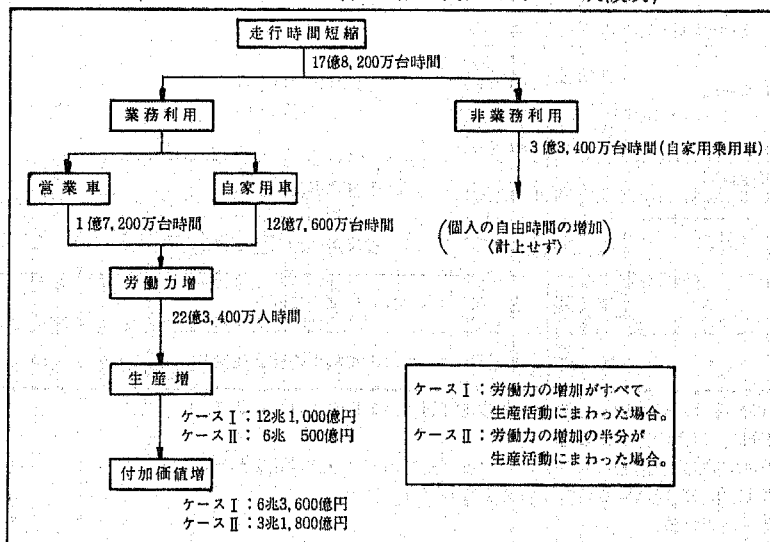 走行時間短縮
17億8,200万台時間
業務利用
非業務利用
3億3,400万台時間(自家用乗用車)
営業車
自家用車
1億7,200万台時間
12億7,600万台時間
(個人の自由時間の増加
〈計上せず〉)
労働力増
22億3,400万人時間
生産増
ケースⅠ:12兆1,000億円
ケースⅡ: 6兆 500億円
付加価値増
ケースⅠ:6兆3,600億円
ケースⅡ:3兆1,800億円
ケースⅠ:労働力の増加がすべて
生産活動にまわった場合。
ケースⅡ:労働力の増加の半分が
生産活動にまわった場合。